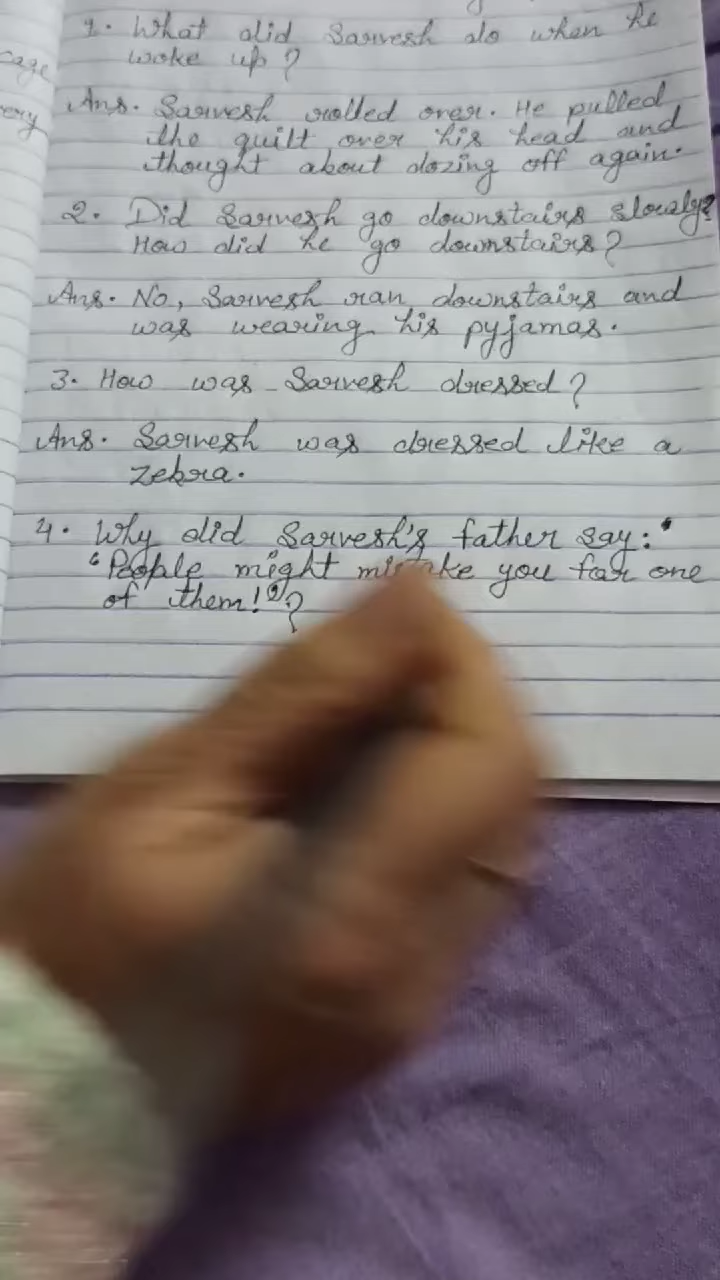 cage
ery
1. What did Sarvesh do when he
woke up?
Ans. Sarvesh rolled over. He pulled
the quilt over his head and
thought about dozing off again.
2. Did Sarvesh go downstairs slowly?
How did he go downstairs?
Ans. No, Sarvesh ran downstairs and
was wearing his pyjamas.
3. How was Sarvesh dressed?
Ans. Sarvesh was dressed like a
zebra.
4. Why did Sarvesh's father say:"
"People might mistake you for one
of them!"?